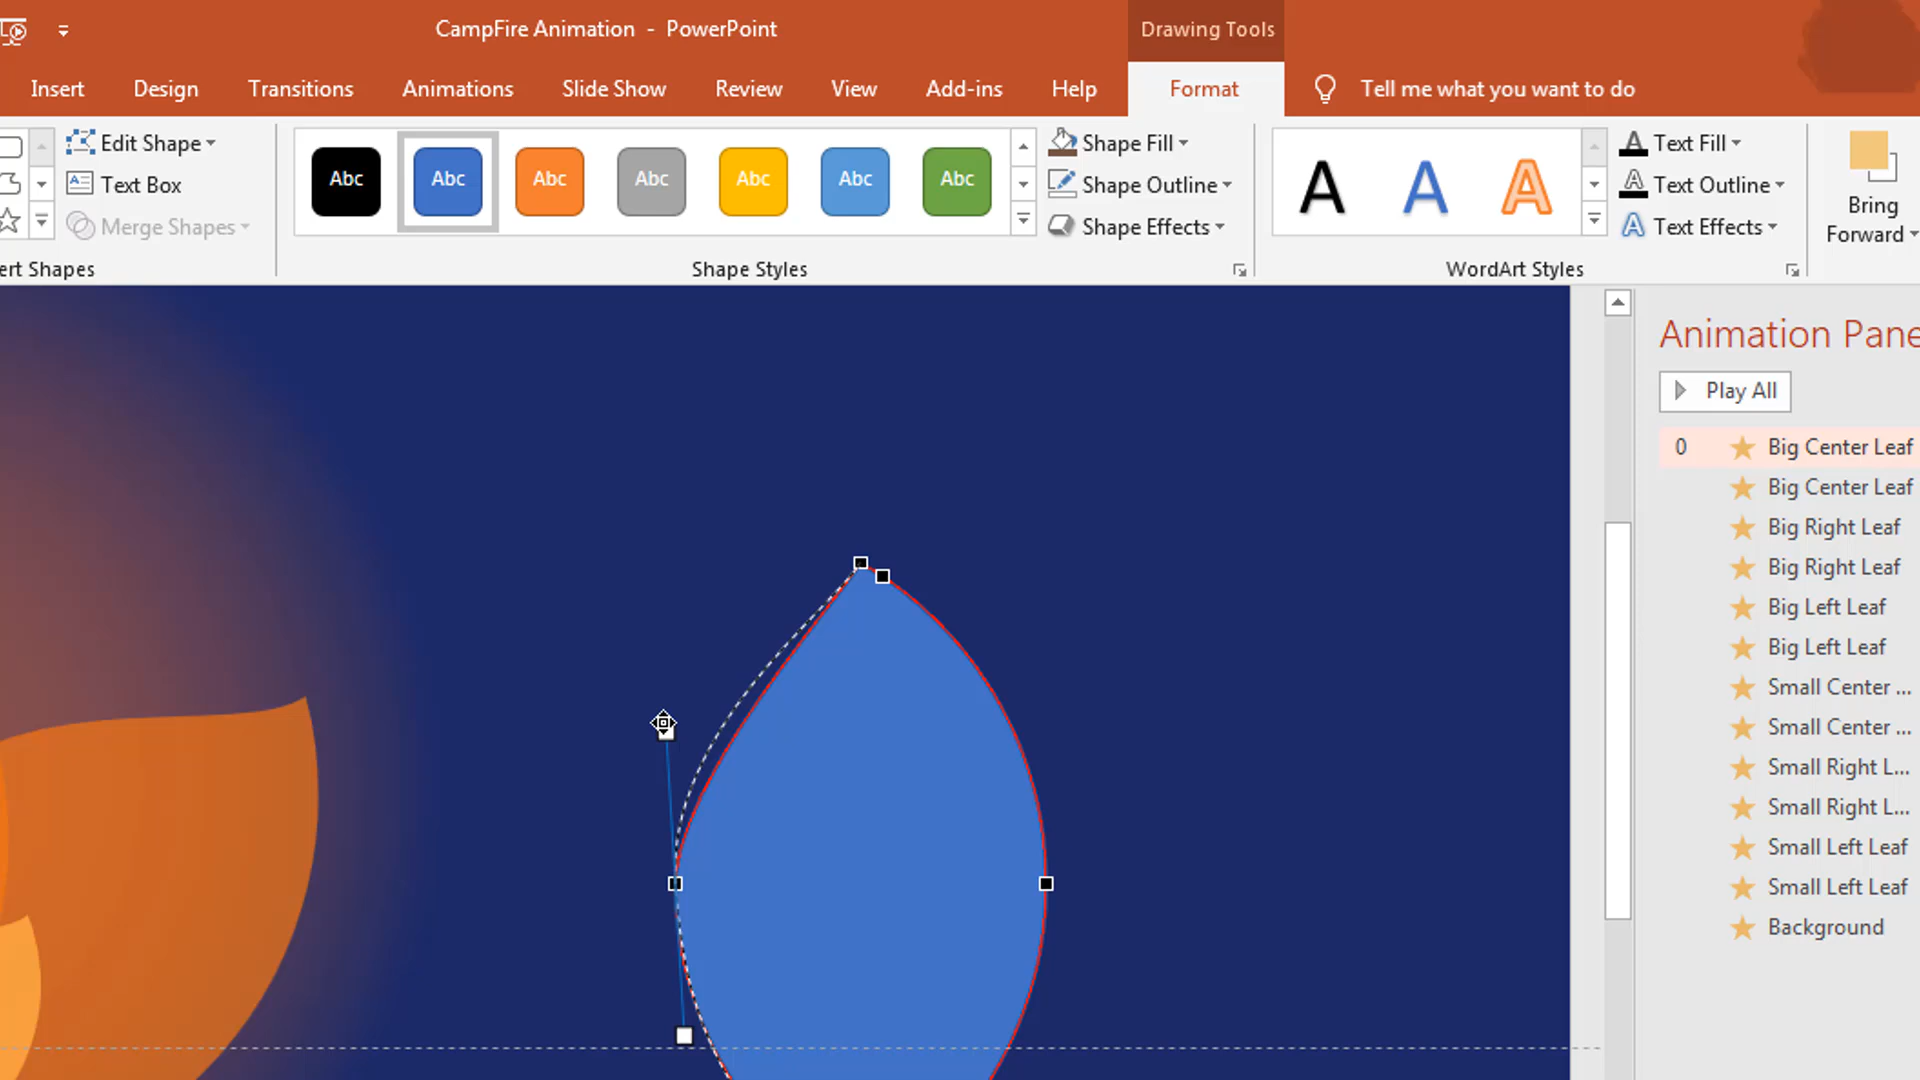 CampFire Animation - PowerPoint
Drawing Tools
Insert Design Transitions Animations Slide Show Review View Add-ins Help Format Tell me what you want to do
Edit Shape
Text Box
Merge Shapes
Abc Abc Abc Abc Abc Abc Abc
Shape Fill
Shape Outline
Shape Effects
A A A
Text Fill
Text Outline
Text Effects
Bring
Forward
ert Shapes
Shape Styles
WordArt Styles
Animation Pane
Play All
0 Big Center Leaf
Big Center Leaf
Big Right Leaf
Big Right Leaf
Big Left Leaf
Big Left Leaf
Small Center ...
Small Center ...
Small Right L...
Small Right L...
Small Left Leaf
Small Left Leaf
Background